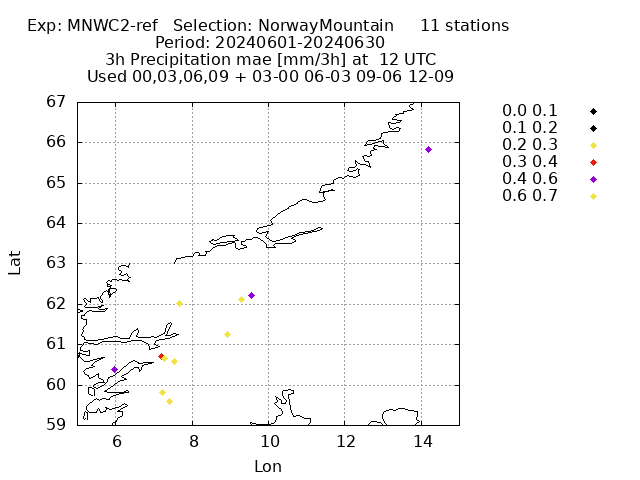 Exp: MNWC2-ref   Selection: NorwayMountain     11 stations
Period: 20240601-20240630
3h Precipitation mae [mm/3h] at  12 UTC
Used 00,03,06,09 + 03-00 06-03 09-06 12-09
67
66
65
64
63
62
61
60
59
Lat
6 8 10 12 14
Lon
0.0 0.1
0.1 0.2
0.2 0.3
0.3 0.4
0.4 0.6
0.6 0.7